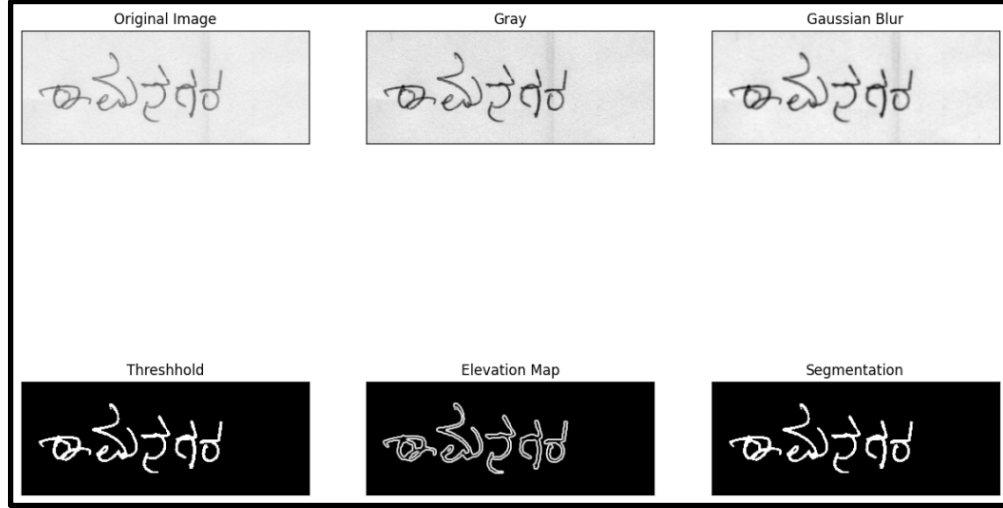 Original Image
Gray
Gaussian Blur
ರಾಮನಗರ
ರಾಮನಗರ
ರಾಮನಗರ
Threshhold
Elevation Map
Segmentation
ರಾಮನಗರ
ರಾಮನಗರ
ರಾಮನಗರ